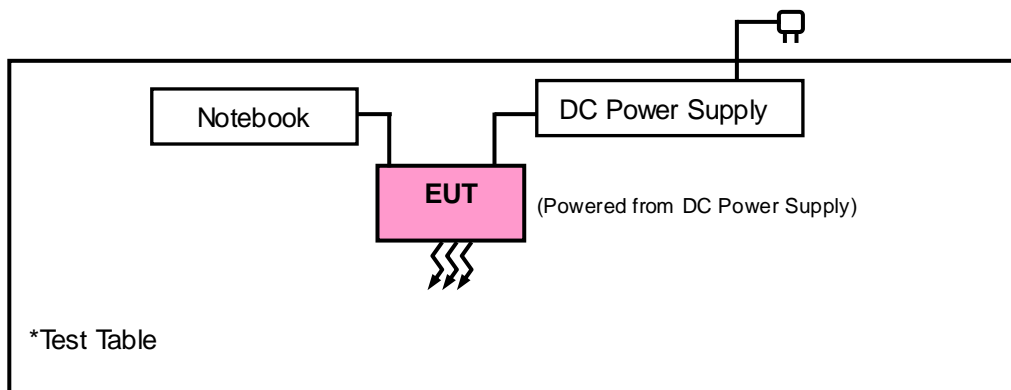 Notebook
DC Power Supply
EUT
(Powered from DC Power Supply)
*Test Table